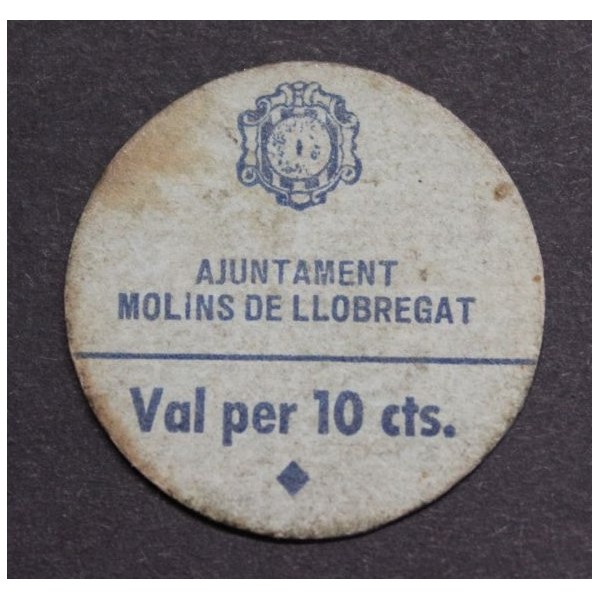 AJUNTAMENT
MOLINS DE LLOBREGAT
Val per 10 cts.